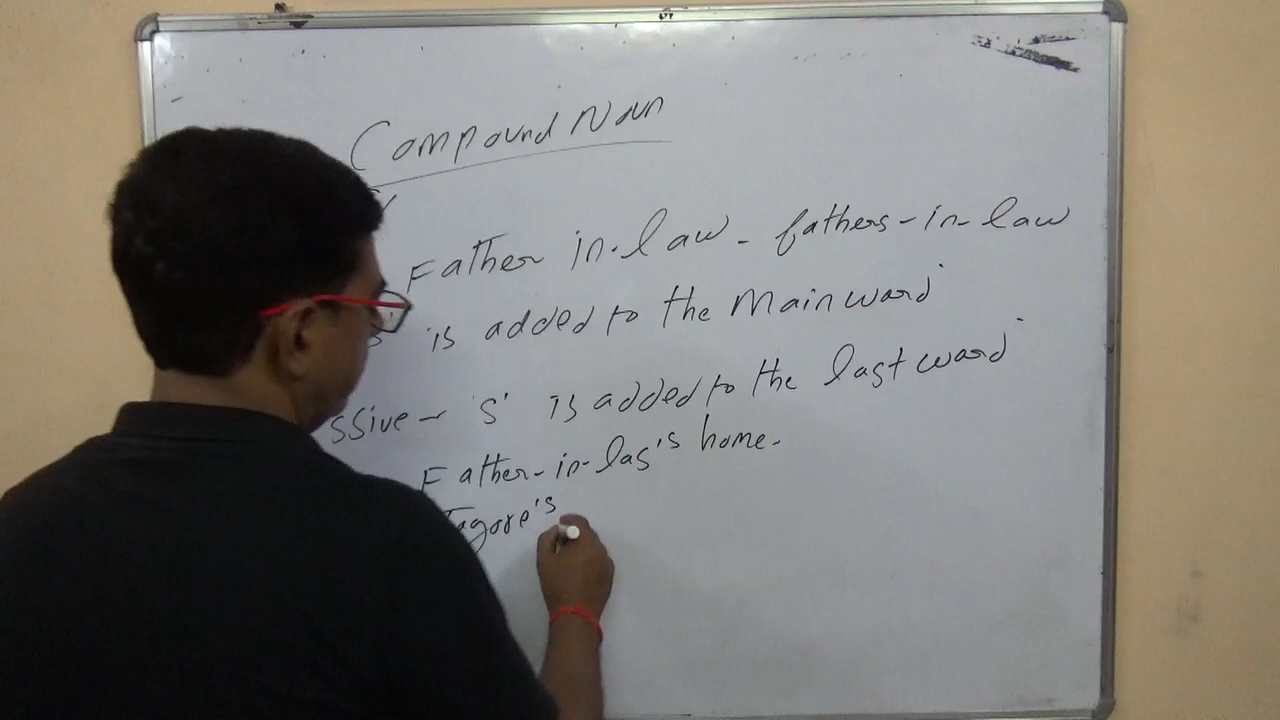 Compound Noun
Father in-law - fathers-in-law
's' is added to the Main word
ssive - 's' is added to the last word
Father-in-las's home.
Tagore's